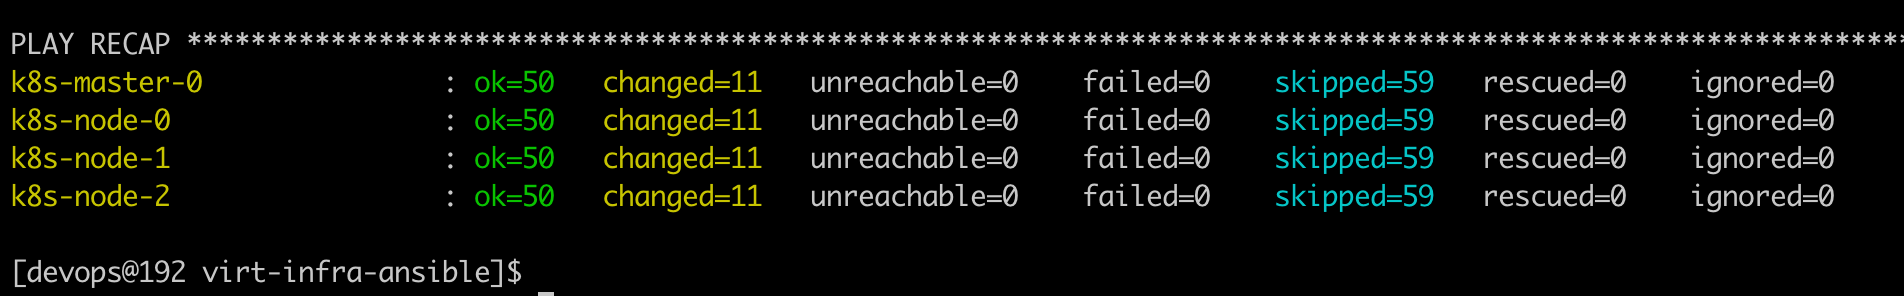 PLAY RECAP *************************************************************************************************************
k8s-master-0 : ok=50 changed=11 unreachable=0 failed=0 skipped=59 rescued=0 ignored=0
k8s-node-0 : ok=50 changed=11 unreachable=0 failed=0 skipped=59 rescued=0 ignored=0
k8s-node-1 : ok=50 changed=11 unreachable=0 failed=0 skipped=59 rescued=0 ignored=0
k8s-node-2 : ok=50 changed=11 unreachable=0 failed=0 skipped=59 rescued=0 ignored=0
[devops@192 virt-infra-ansible]$